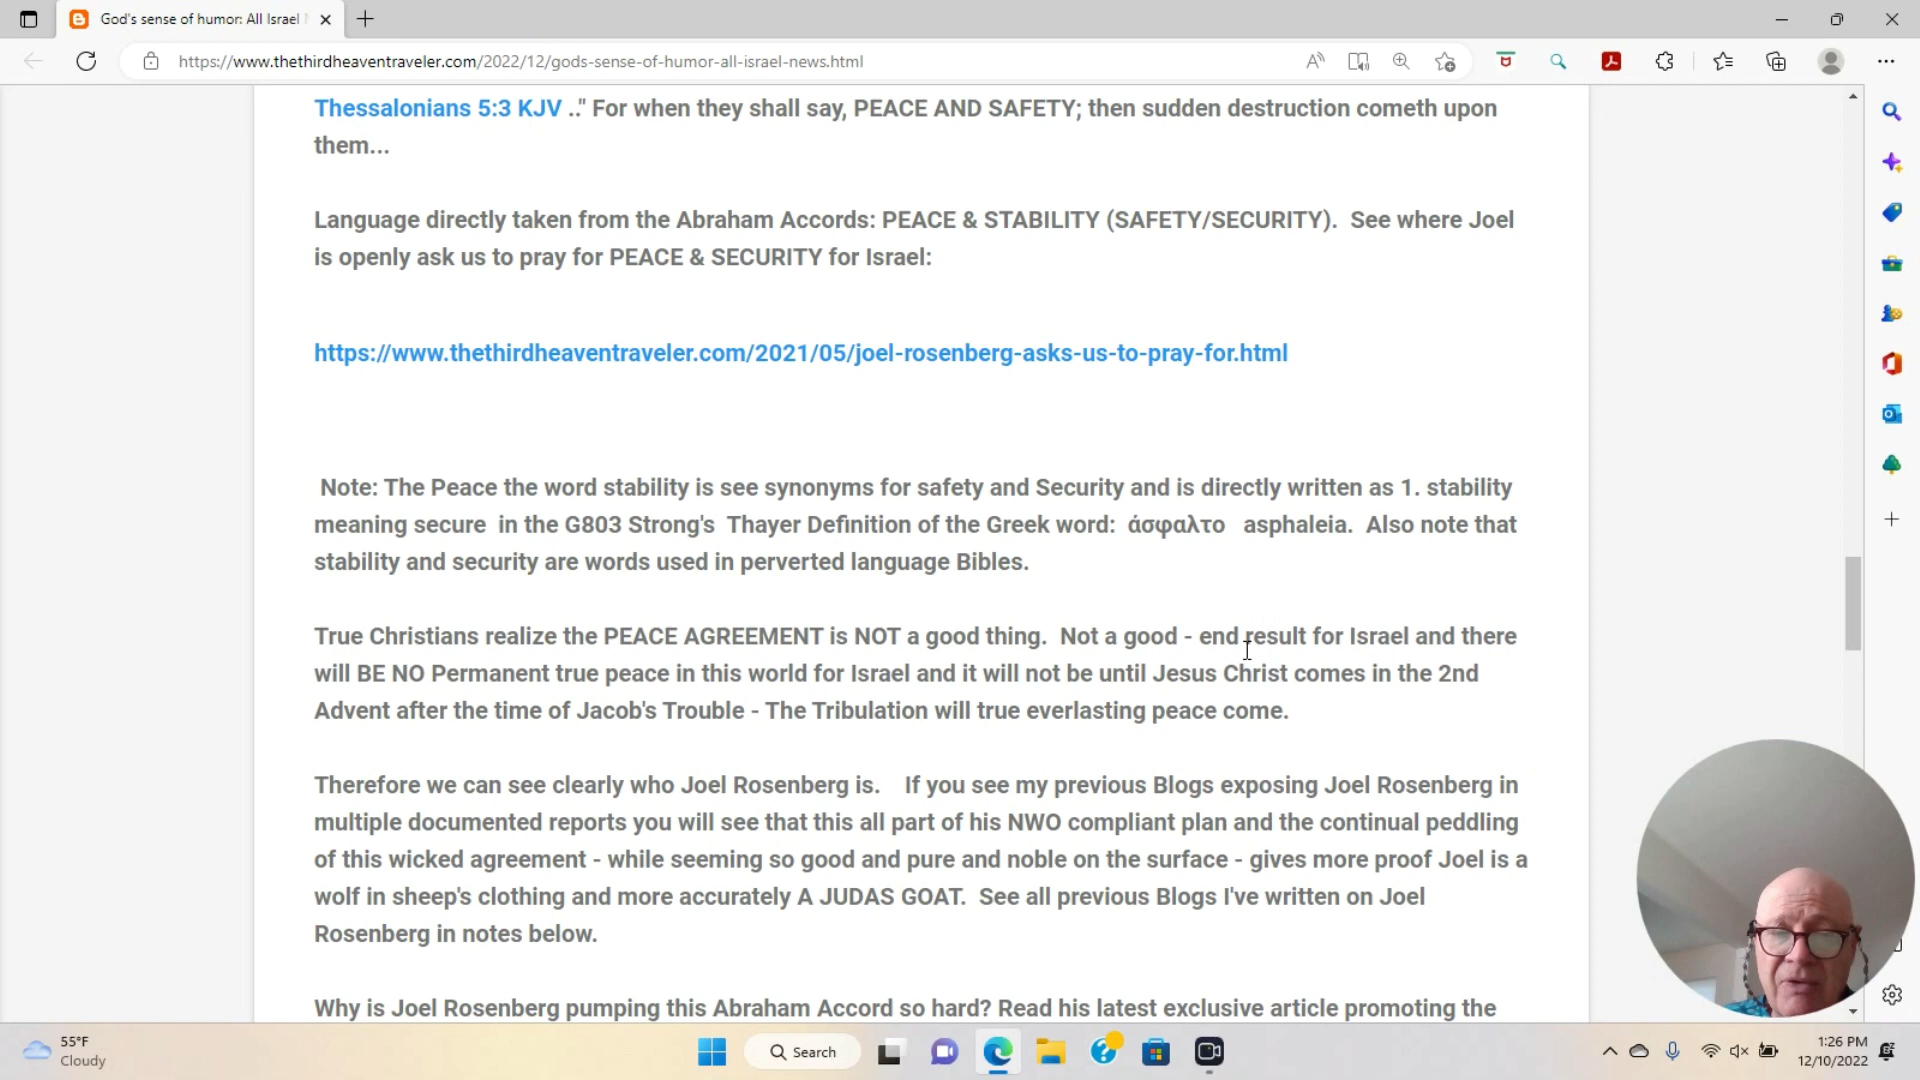 God's sense of humor: All Israel
https://www.thethirdheaventraveler.com/2022/12/gods-sense-of-humor-all-israel-news.html
Thessalonians 5:3 KJV .." For when they shall say, PEACE AND SAFETY; then sudden destruction cometh upon
them...
Language directly taken from the Abraham Accords: PEACE & STABILITY (SAFETY/SECURITY).  See where Joel
is openly ask us to pray for PEACE & SECURITY for Israel:
https://www.thethirdheaventraveler.com/2021/05/joel-rosenberg-asks-us-to-pray-for.html
Note: The Peace the word stability is see synonyms for safety and Security and is directly written as 1. stability
meaning secure  in the G803 Strong's  Thayer Definition of the Greek word:  άσφαλτο   asphaleia.  Also note that
stability and security are words used in perverted language Bibles.
True Christians realize the PEACE AGREEMENT is NOT a good thing.  Not a good - end result for Israel and there
will BE NO Permanent true peace in this world for Israel and it will not be until Jesus Christ comes in the 2nd
Advent after the time of Jacob's Trouble - The Tribulation will true everlasting peace come.
Therefore we can see clearly who Joel Rosenberg is.    If you see my previous Blogs exposing Joel Rosenberg in
multiple documented reports you will see that this all part of his NWO compliant plan and the continual peddling
of this wicked agreement - while seeming so good and pure and noble on the surface - gives more proof Joel is a
wolf in sheep's clothing and more accurately A JUDAS GOAT.  See all previous Blogs I've written on Joel
Rosenberg in notes below.
Why is Joel Rosenberg pumping this Abraham Accord so hard? Read his latest exclusive article promoting the
55°F
Cloudy
Search
1:26 PM
12/10/2022